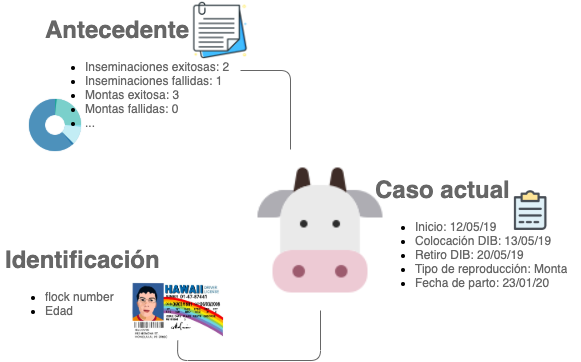 Antecedente
Inseminaciones exitosas: 2
Inseminaciones fallidas: 1
Montas exitosa: 3
Montas fallidas: 0
...
Caso actual
Inicio: 12/05/19
Colocación DIB: 13/05/19
Retiro DIB: 20/05/19
Tipo de reproducción: Monta
Fecha de parto: 23/01/20
Identificación
flock number
Edad
HAWAII
01-47-87441